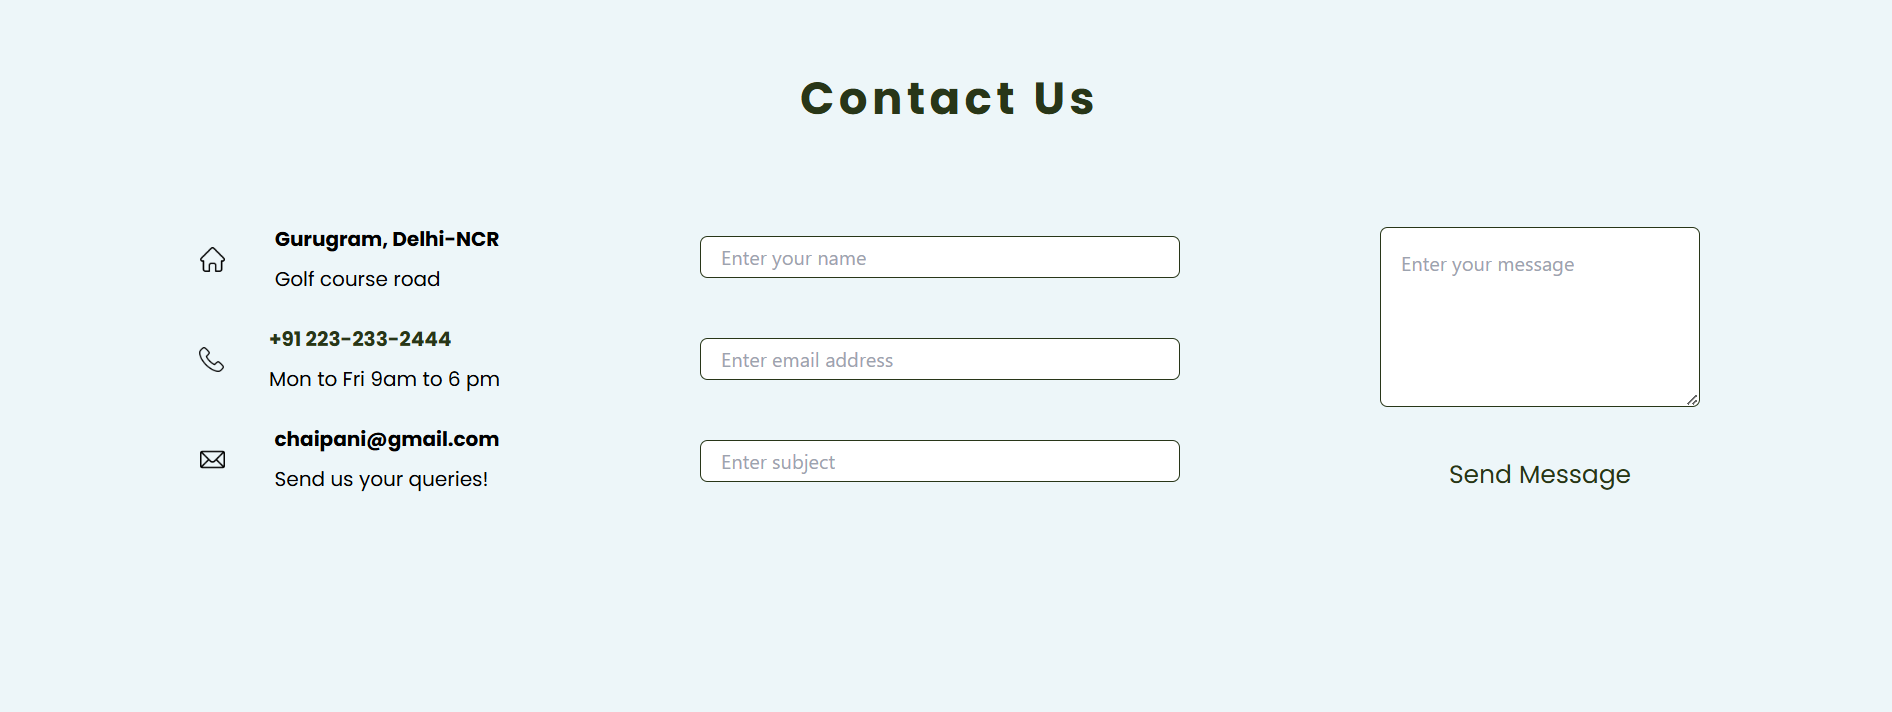 Contact Us
Gurugram, Delhi-NCR
Golf course road
+91 223-233-2444
Mon to Fri 9am to 6 pm
chaipani@gmail.com
Send us your queries!
Enter your name
Enter email address
Enter subject
Enter your message
Send Message